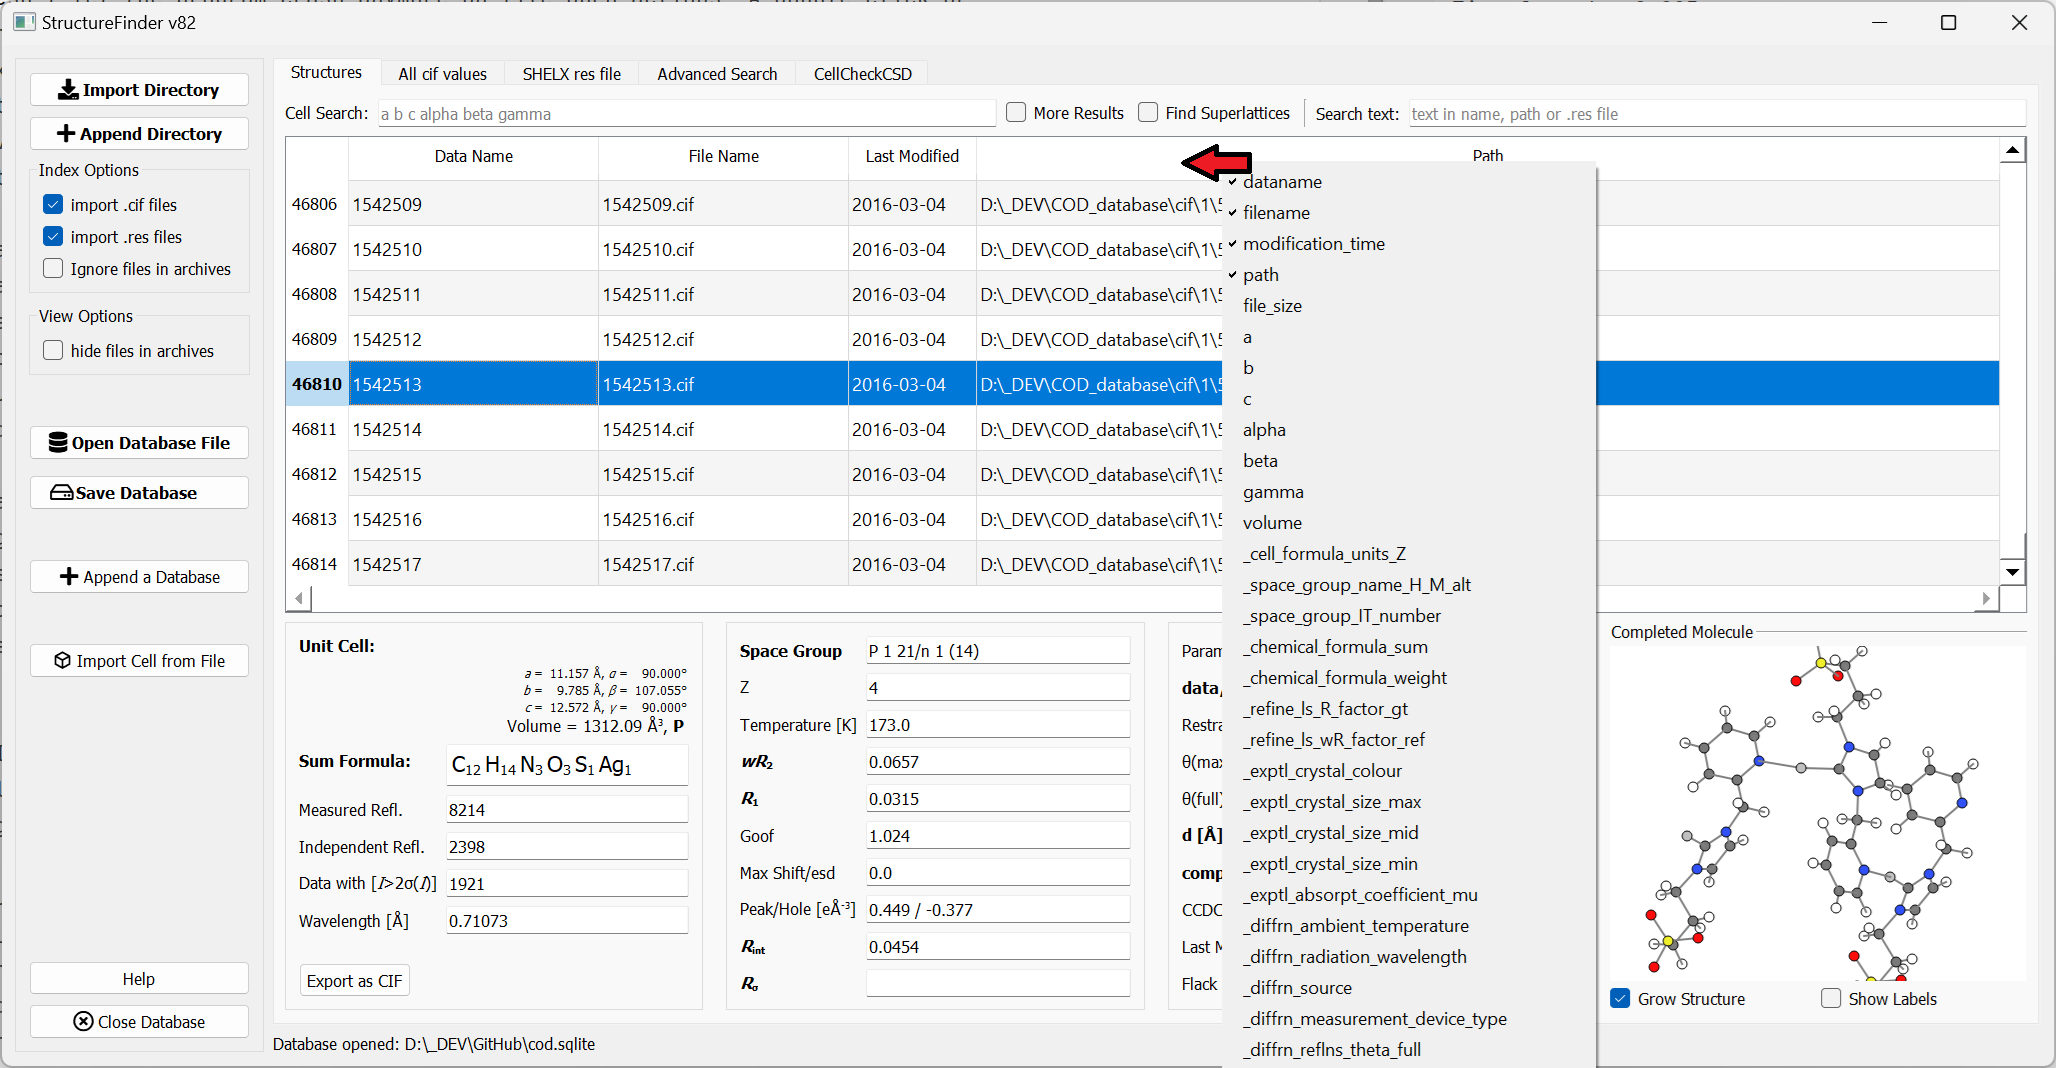 StructureFinder v82
Import Directory
Append Directory
Index Options
import .cif files
import .res files
Ignore files in archives
View Options
hide files in archives
Open Database File
Save Database
Append a Database
Import Cell from File
Help
Close Database
Structures
All cif values
SHELX res file
Advanced Search
CellCheckCSD
Cell Search: a b c alpha beta gamma
More Results
Find Superlattices
Search text: text in name, path or .res file
Data Name File Name Last Modified Path
46806 1542509 1542509.cif 2016-03-04 D:\_DEV\COD_database\cif\1\5
46807 1542510 1542510.cif 2016-03-04 D:\_DEV\COD_database\cif\1\5
46808 1542511 1542511.cif 2016-03-04 D:\_DEV\COD_database\cif\1\5
46809 1542512 1542512.cif 2016-03-04 D:\_DEV\COD_database\cif\1\5
46810 1542513 1542513.cif 2016-03-04 D:\_DEV\COD_database\cif\1\5
46811 1542514 1542514.cif 2016-03-04 D:\_DEV\COD_database\cif\1\5
46812 1542515 1542515.cif 2016-03-04 D:\_DEV\COD_database\cif\1\5
46813 1542516 1542516.cif 2016-03-04 D:\_DEV\COD_database\cif\1\5
46814 1542517 1542517.cif 2016-03-04 D:\_DEV\COD_database\cif\1\5
dataname
filename
modification_time
path
file_size
a
b
c
alpha
beta
gamma
volume
_cell_formula_units_Z
_space_group_name_H_M_alt
_space_group_IT_number
_chemical_formula_sum
_chemical_formula_weight
_refine_ls_R_factor_gt
_refine_ls_wR_factor_ref
_exptl_crystal_colour
_exptl_crystal_size_max
_exptl_crystal_size_mid
_exptl_crystal_size_min
_exptl_absorpt_coefficient_mu
_diffrn_ambient_temperature
_diffrn_radiation_wavelength
_diffrn_source
_diffrn_measurement_device_type
_diffrn_reflns_theta_full
Unit Cell:
a = 11.157 Å, α = 90.000°
b = 9.785 Å, β = 107.055°
c = 12.572 Å, γ = 90.000°
Volume = 1312.09 Å³, P
Sum Formula: C12 H14 N3 O3 S1 Ag1
Measured Refl. 8214
Independent Refl. 2398
Data with [I>2σ(I)] 1921
Wavelength [Å] 0.71073
Export as CIF
Space Group P 1 21/n 1 (14)
Z 4
Temperature [K] 173.0
wR2 0.0657
R1 0.0315
Goof 1.024
Max Shift/esd 0.0
Peak/Hole [eÅ-3] 0.449 / -0.377
Rint 0.0454
Rσ
Param
data/
Restra
θ(max
θ(full)
d [Å]
comp
CCDC
Last M
Flack
Completed Molecule
Grow Structure
Show Labels
Database opened: D:\_DEV\GitHub\cod.sqlite